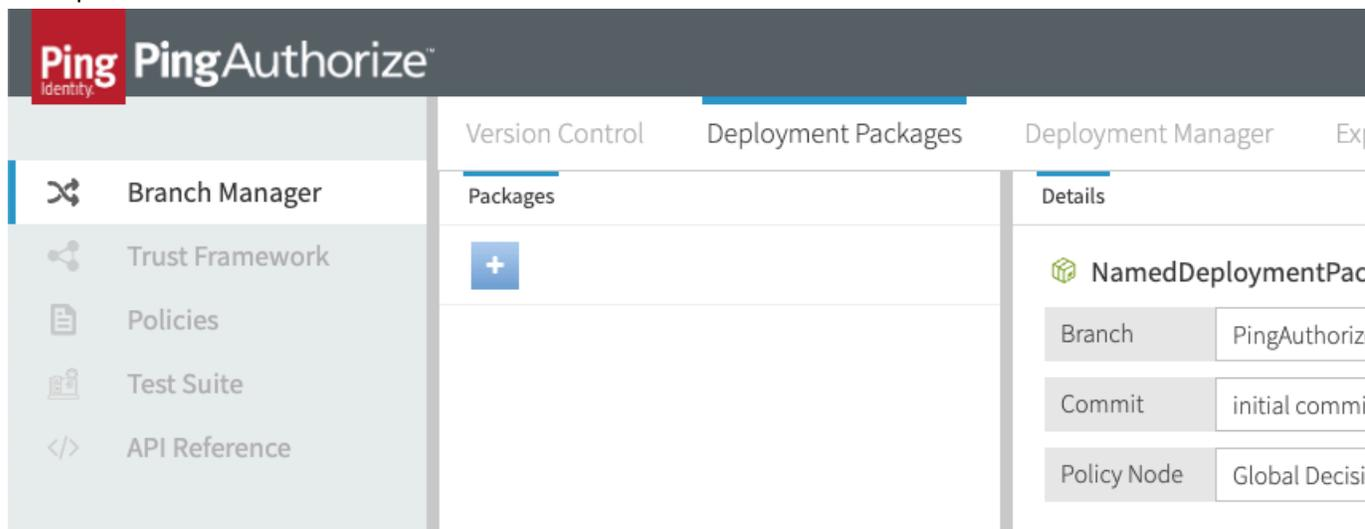 Ping
Identity.
PingAuthorize™
Version Control
Deployment Packages
Deployment Manager
Branch Manager
Trust Framework
Policies
Test Suite
API Reference
Packages
+
Details
NamedDeploymentPac
Branch
PingAuthoriz
Commit
initial commi
Policy Node
Global Decisi